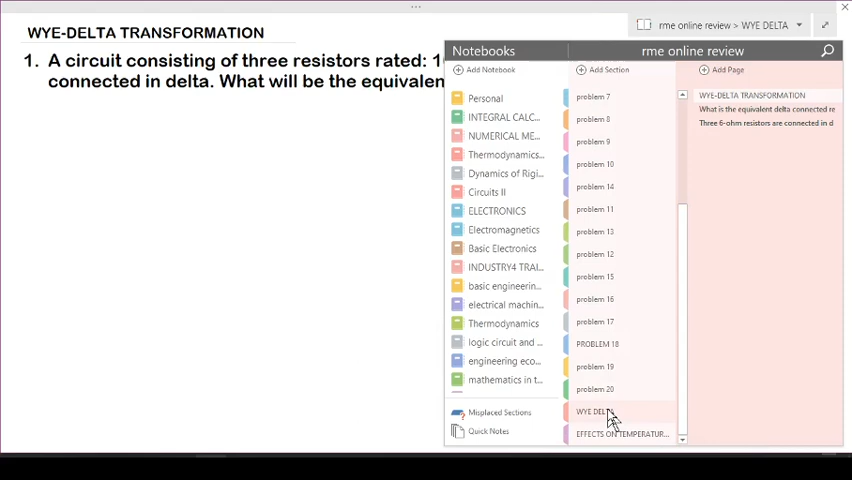 rme online review > WYE DELTA
WYE-DELTA TRANSFORMATION
1. A circuit consisting of three resistors rated: 1
connected in delta. What will be the equivalen
Notebooks
rme online review
Add Notebook
Add Section
Add Page
Personal
INTEGRAL CALC...
NUMERICAL ME...
Thermodynamics...
Dynamics of Rigi...
Circuits II
ELECTRONICS
Electromagnetics
Basic Electronics
INDUSTRY4 TRAI...
basic engineerin...
electrical machin...
Thermodynamics
logic circuit and ...
engineering eco...
mathematics in t...
Misplaced Sections
Quick Notes
problem 7
problem 8
problem 9
problem 10
problem 14
problem 11
problem 13
problem 12
problem 15
problem 16
problem 17
PROBLEM 18
problem 19
problem 20
WYE DELTA
EFFECTS ON TEMPERATUR...
WYE-DELTA TRANSFORMATION
What is the equivalent delta connected re
Three 6-ohm resistors are connected in d